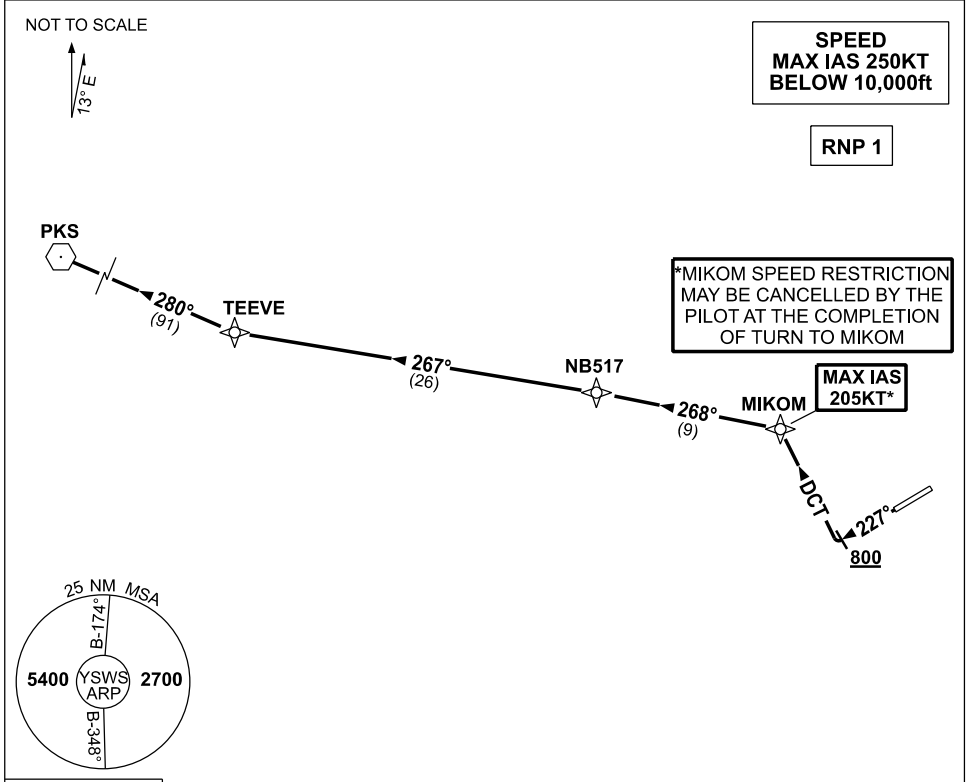 NOT TO SCALE
13° E
SPEED
MAX IAS 250KT
BELOW 10,000ft
RNP 1
PKS
280°
(91)
TEEVE
*MIKOM SPEED RESTRICTION
MAY BE CANCELLED BY THE
PILOT AT THE COMPLETION
OF TURN TO MIKOM
267°
(26)
NB517
MAX IAS
205KT*
MIKOM
268°
(9)
DCT
227°
800
25 NM MSA
B-174°
5400
YSWS
ARP
2700
B-348°